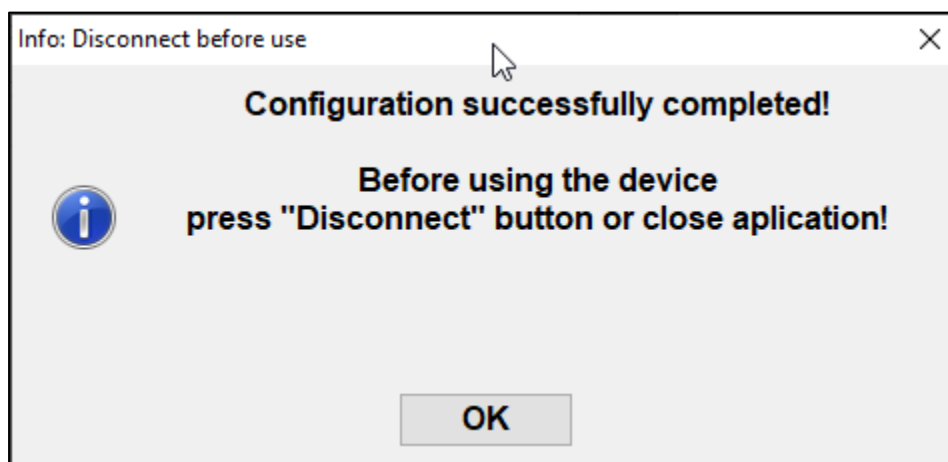 Info: Disconnect before use
Configuration successfully completed!
Before using the device
press "Disconnect" button or close aplication!
OK